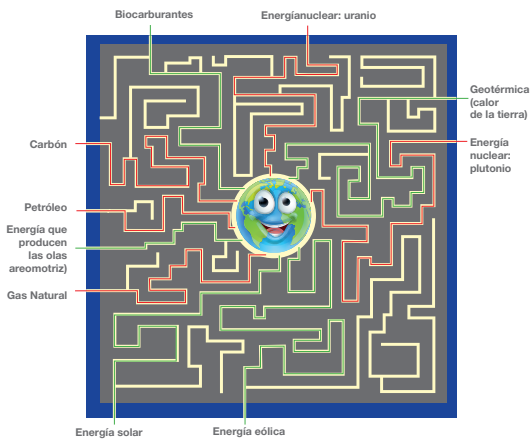 Biocarburantes
Energíanuclear: uranio
Geotérmica
(calor
de la tierra)
Carbón
Energía
nuclear:
plutonio
Petróleo
Energía que
producen
las olas
areomotriz)
Gas Natural
Energía solar
Energía eólica